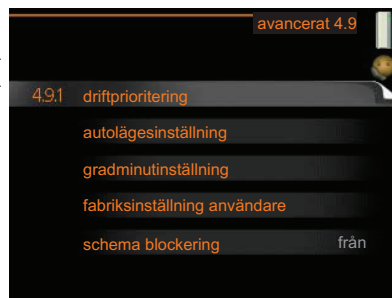 avancerat 4.9
4.9.1 driftprioritering
autolägesinställning
gradminutinställning
fabriksinställning användare
schema blockering från